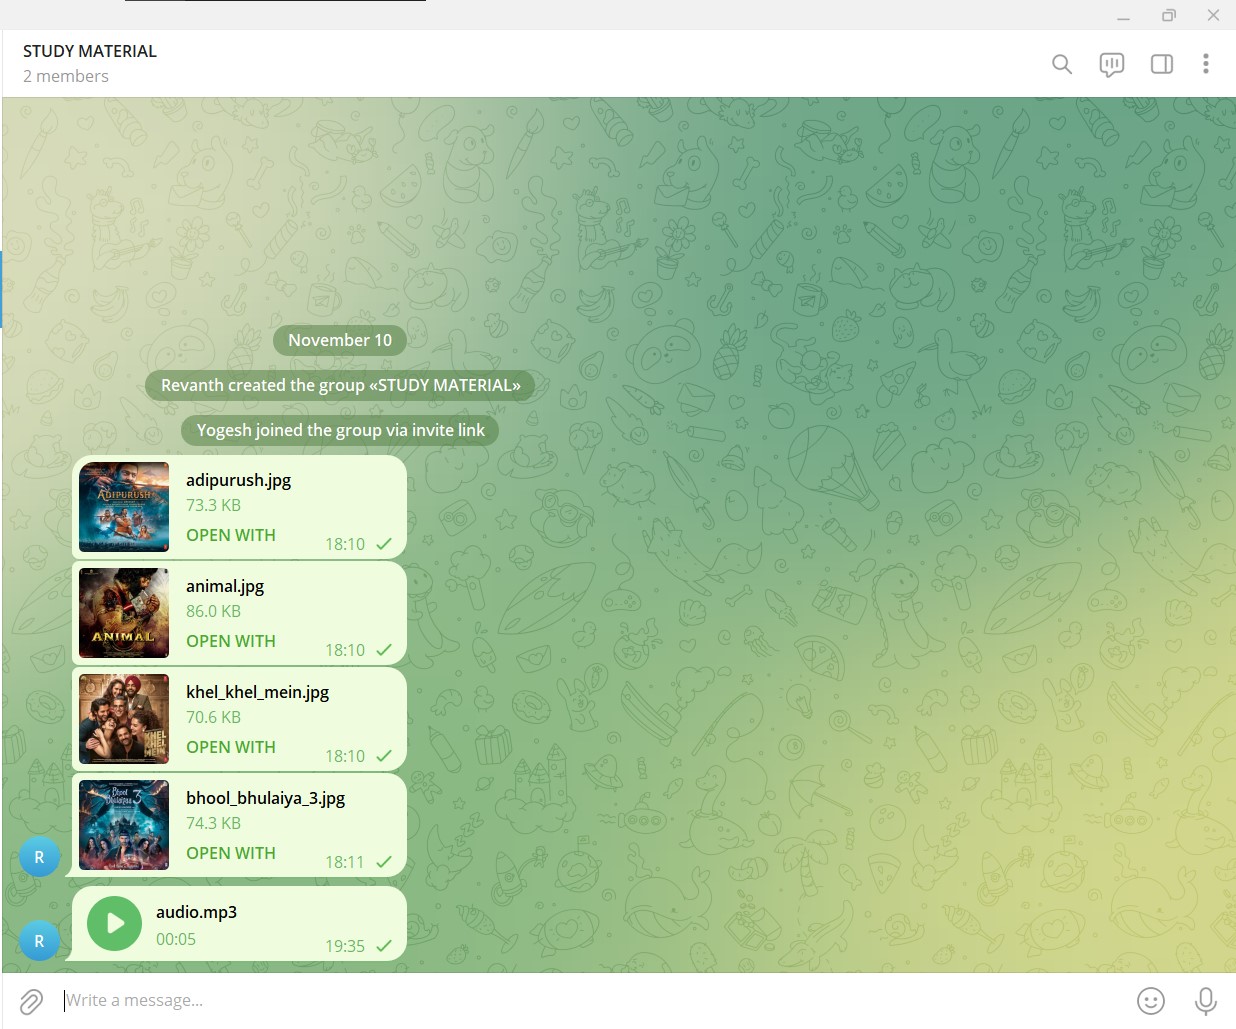 STUDY MATERIAL
2 members
November 10
Revanth created the group «STUDY MATERIAL»
Yogesh joined the group via invite link
ADIPURUSH
adipurush.jpg
73.3 KB
OPEN WITH
18:10
ANIMAL
animal.jpg
86.0 KB
OPEN WITH
18:10
KHEL
KHEL
MEIN
khel_khel_mein.jpg
70.6 KB
OPEN WITH
18:10
Bhool
Bhulaiyaa 3
bhool_bhulaiya_3.jpg
74.3 KB
OPEN WITH
18:11
R
audio.mp3
00:05
19:35
R
Write a message...